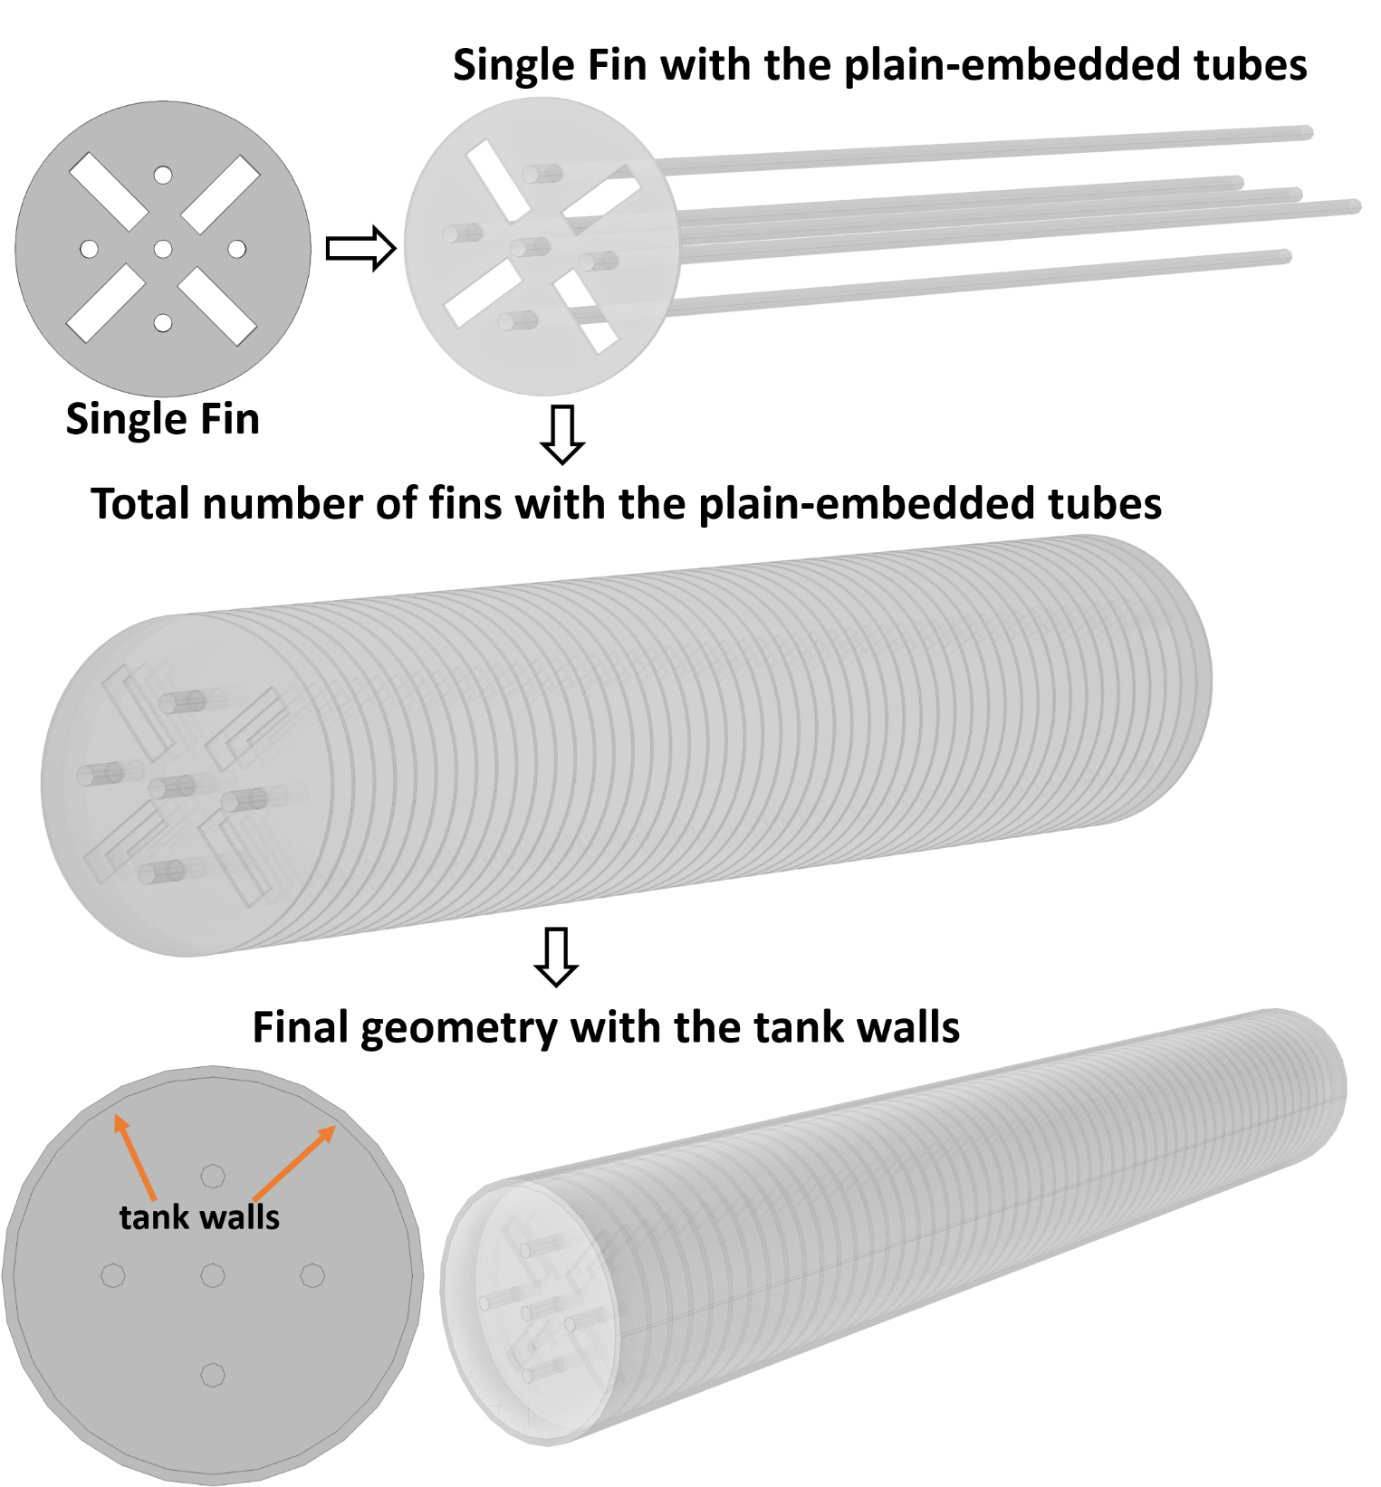 Single Fin with the plain-embedded tubes
Single Fin
Total number of fins with the plain-embedded tubes
Final geometry with the tank walls
tank walls